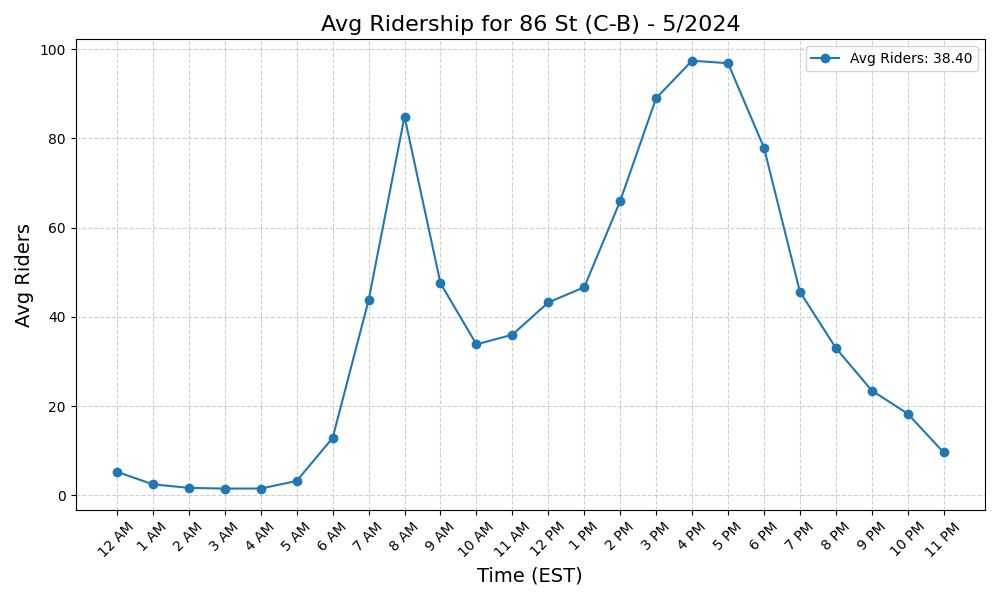 Avg Ridership for 86 St (C-B) - 5/2024
Avg Riders: 38.40
Avg Riders
100
80
60
40
20
0
12 AM
1 AM
2 AM
3 AM
4 AM
5 AM
6 AM
7 AM
8 AM
9 AM
10 AM
11 AM
12 PM
1 PM
2 PM
3 PM
4 PM
5 PM
6 PM
7 PM
8 PM
9 PM
10 PM
11 PM
Time (EST)